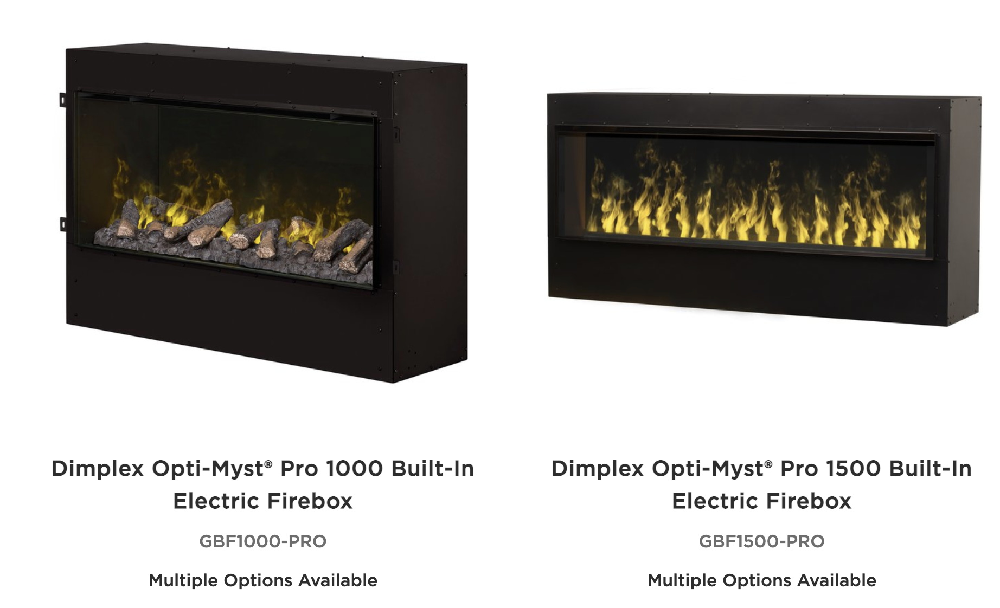 Dimplex Opti-Myst® Pro 1000 Built-In
Electric Firebox
GBF1000-PRO
Multiple Options Available
Dimplex Opti-Myst® Pro 1500 Built-In
Electric Firebox
GBF1500-PRO
Multiple Options Available